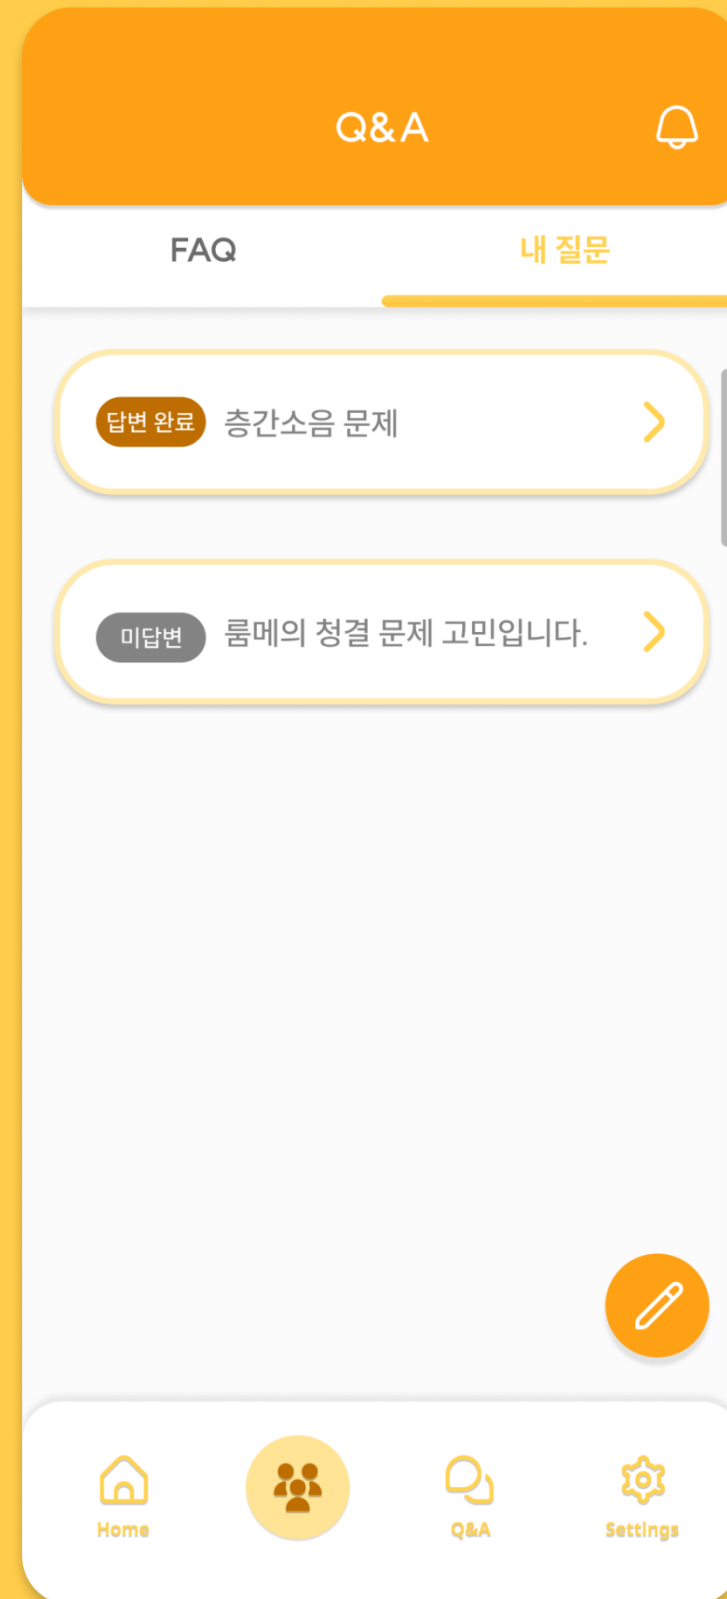 Q&A
FAQ
내 질문
답변 완료
층간소음 문제
미답변
룸메의 청결 문제 고민입니다.
Home
Q&A
Settings